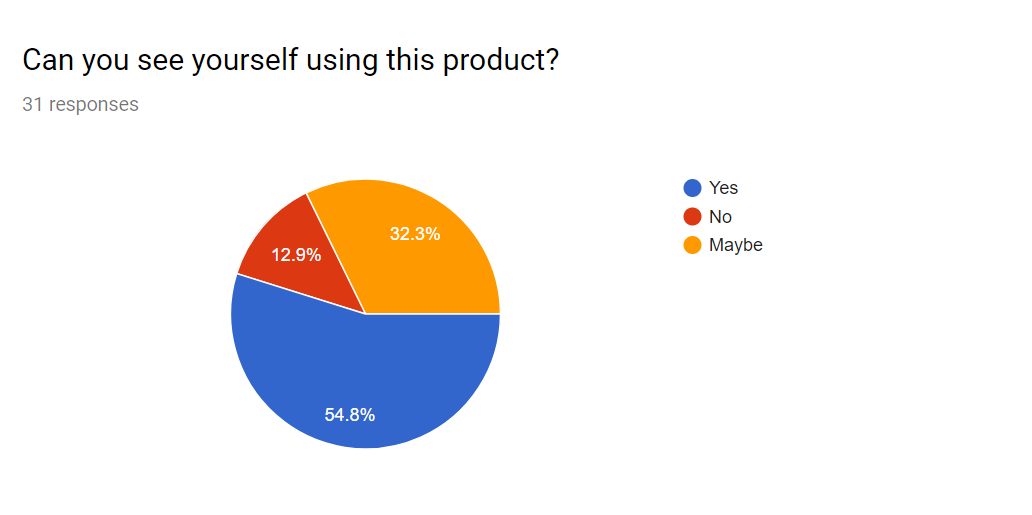 Can you see yourself using this product?
31 responses
Yes
No
Maybe
32.3%
12.9%
54.8%